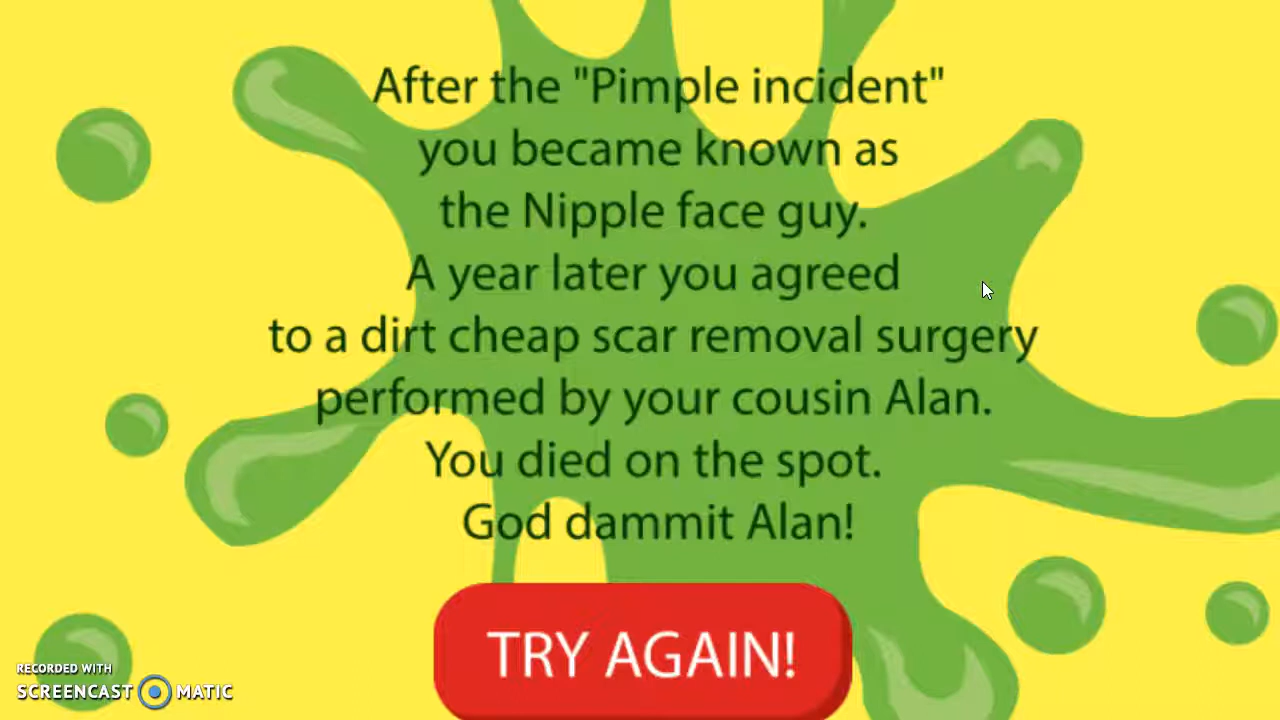 After the "Pimple incident"
you became known as
the Nipple face guy.
A year later you agreed
to a dirt cheap scar removal surgery
performed by your cousin Alan.
You died on the spot.
God dammit Alan!
TRY AGAIN!
RECORDED WITH
SCREENCAST MATIC